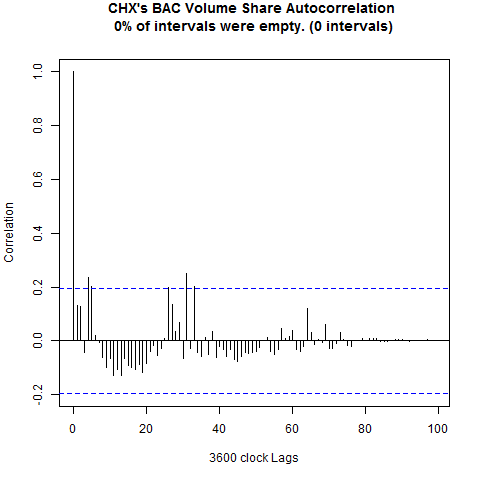 CHX's BAC Volume Share Autocorrelation
0% of intervals were empty. (0 intervals)
Correlation
1.0
0.8
0.6
0.4
0.2
0.0
-0.2
0 20 40 60 80 100
3600 clock Lags